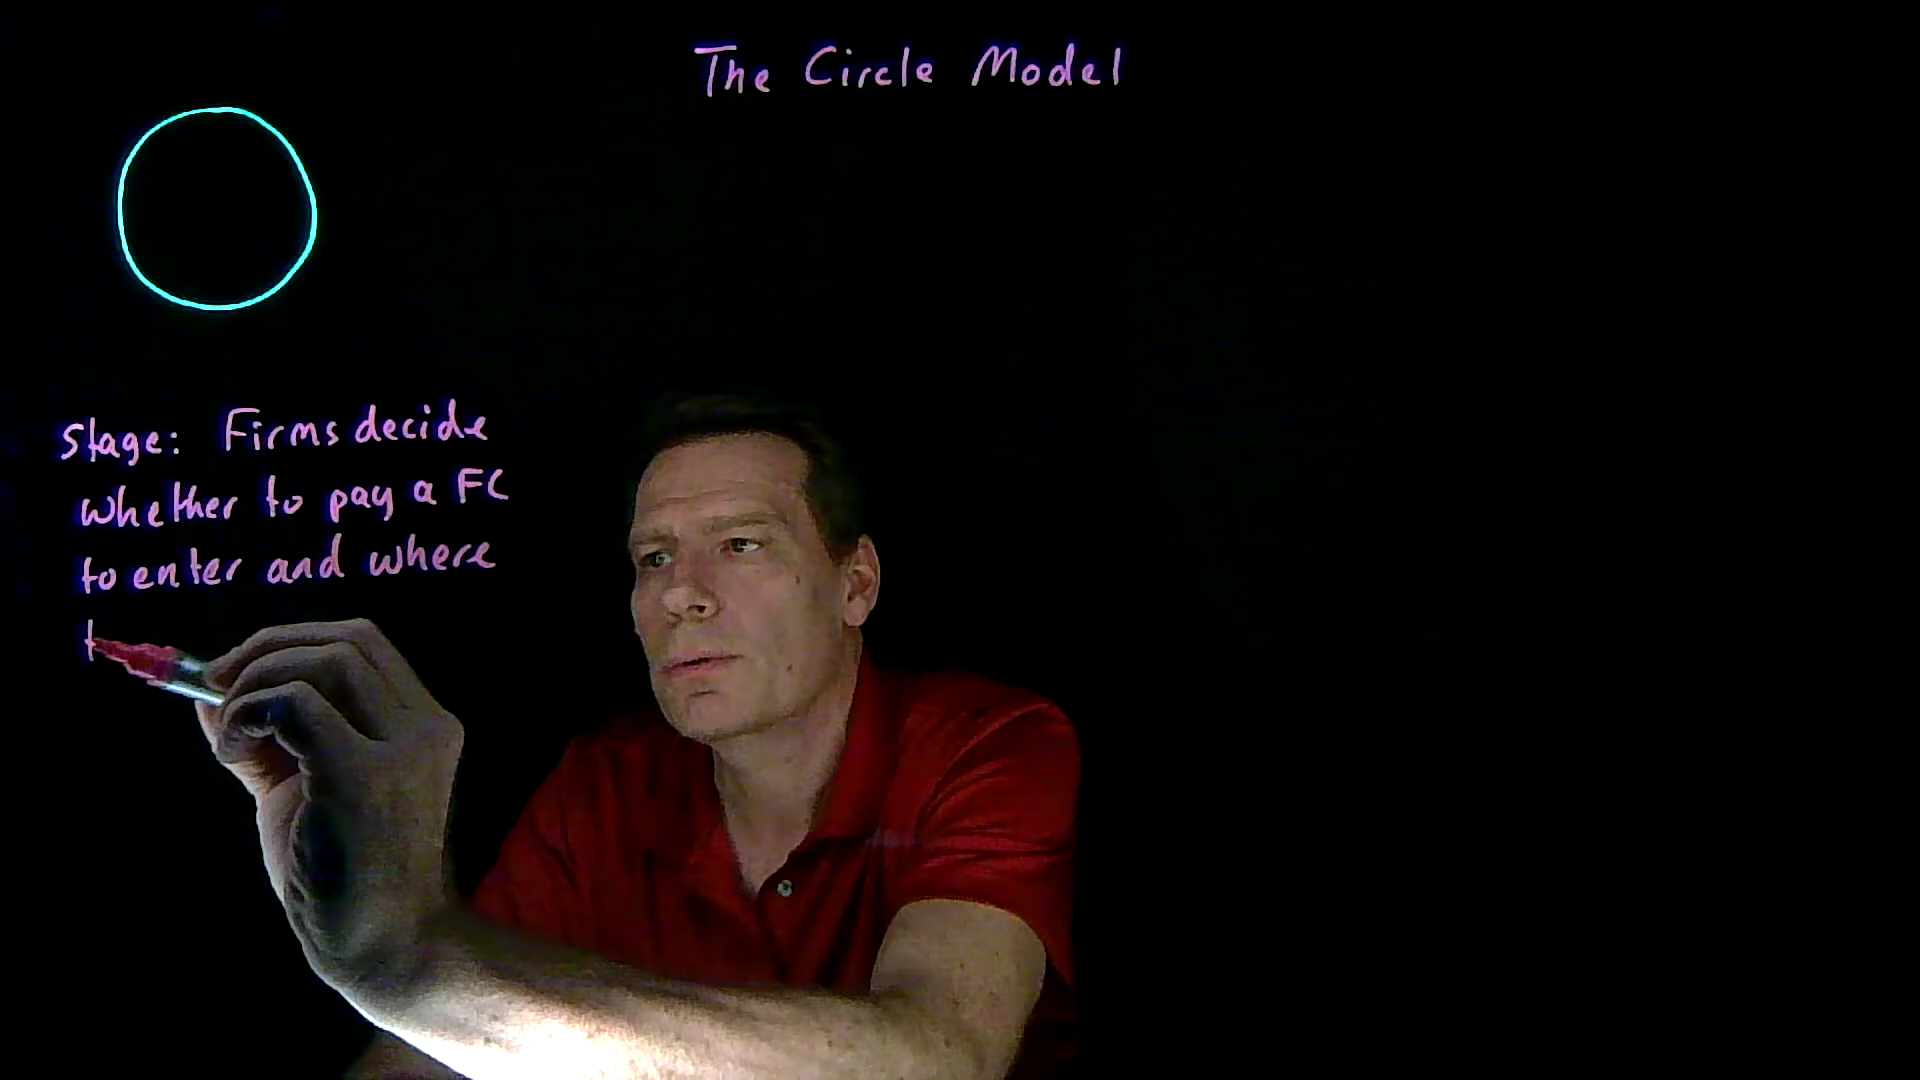 The Circle Model
Stage: Firms decide
whether to pay a FC
to enter and where
t